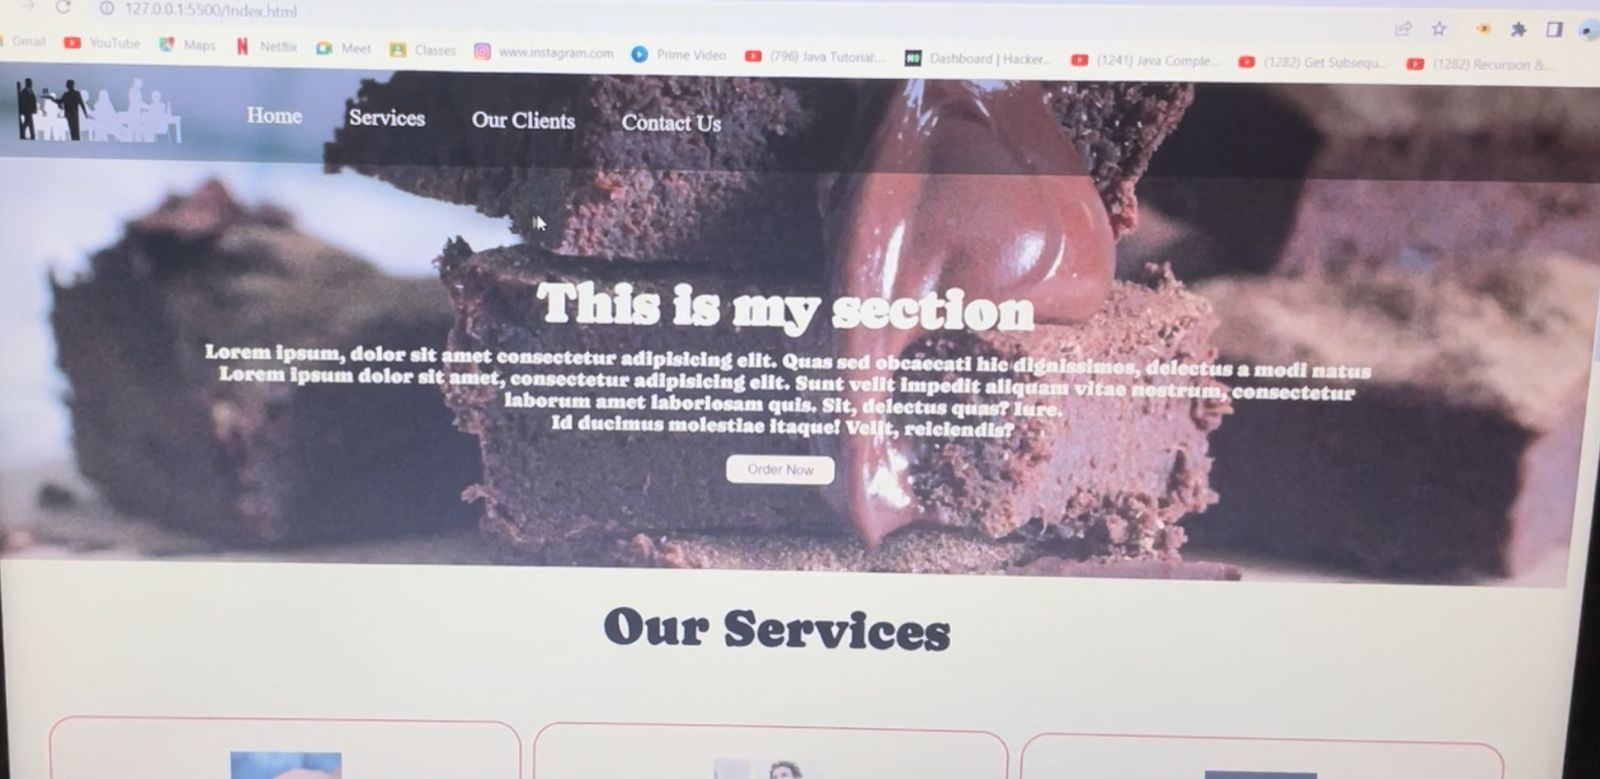 127.0.0.1:5500/Index.html
Gmail YouTube Maps Netflix Meet Classes www.instagram.com Prime Video (796) Java Tutorial:... Dashboard | Hacker... (1241) Java Comple... (1282) Get Subsequ... (1282) Recursion &...
Home Services Our Clients Contact Us
This is my section
Lorem ipsum, dolor sit amet consectetur adipisicing elit. Quas sed obcaecati hic dignissimos, delectus a modi natus
Lorem ipsum dolor sit amet, consectetur adipisicing elit. Sunt velit impedit aliquam vitae nostrum, consectetur
laborum amet laboriosam quis. Sit, delectus quas? Iure.
Id ducimus molestiae itaque! Velit, reiciendis?
Order Now
Our Services